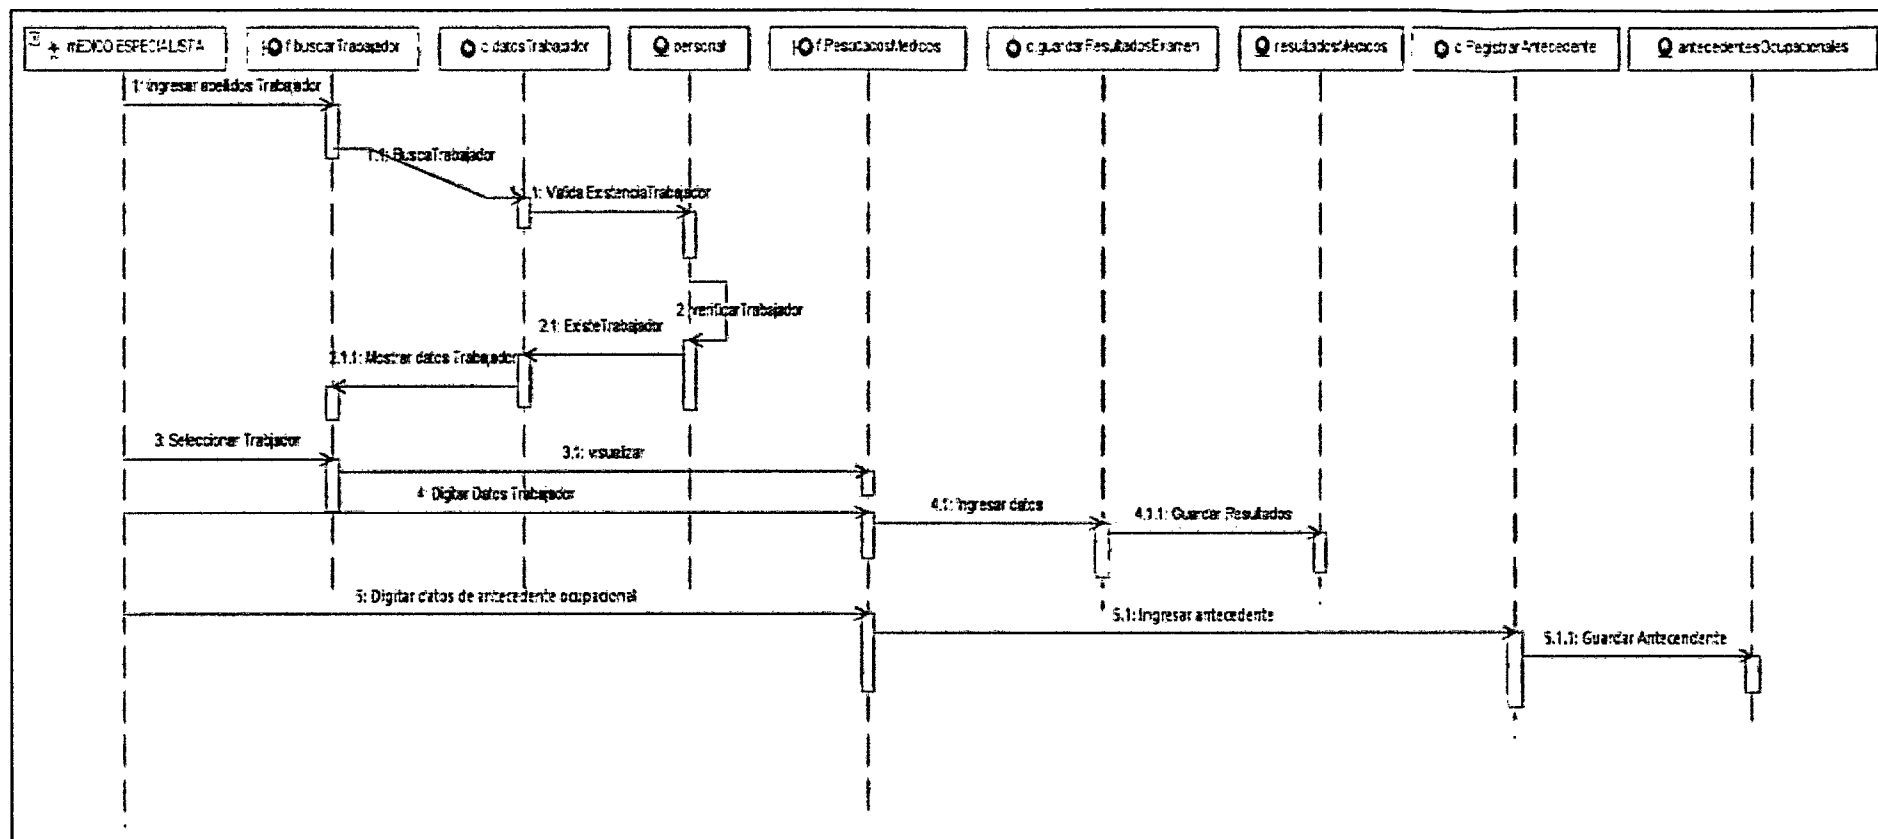 MEDICO ESPECIALISTA
f.buscarTrabajador
c.datosTrabajador
personal
f.ResultadosMedicos
c.guardarResultadosExamen
resultadosMedicos
c.RegistrarAntecedente
antecedentesOcupacionales
1: Ingresar apellidos Trabajador
1.1: BuscaTrabajador
1: Valida ExistenciaTrabajador
2: verificarTrabajador
2.1: ExisteTrabajador
2.1.1: Mostrar datos Trabajador
3: Seleccionar Trabjador
3.1: visualizar
4: Digitar Datos Trabajador
4.1: Ingresar datos
4.1.1: Guardar Resultados
5: Digitar datos de antecedente ocupacional
5.1: Ingresar antecedente
5.1.1: Guardar Antecendente